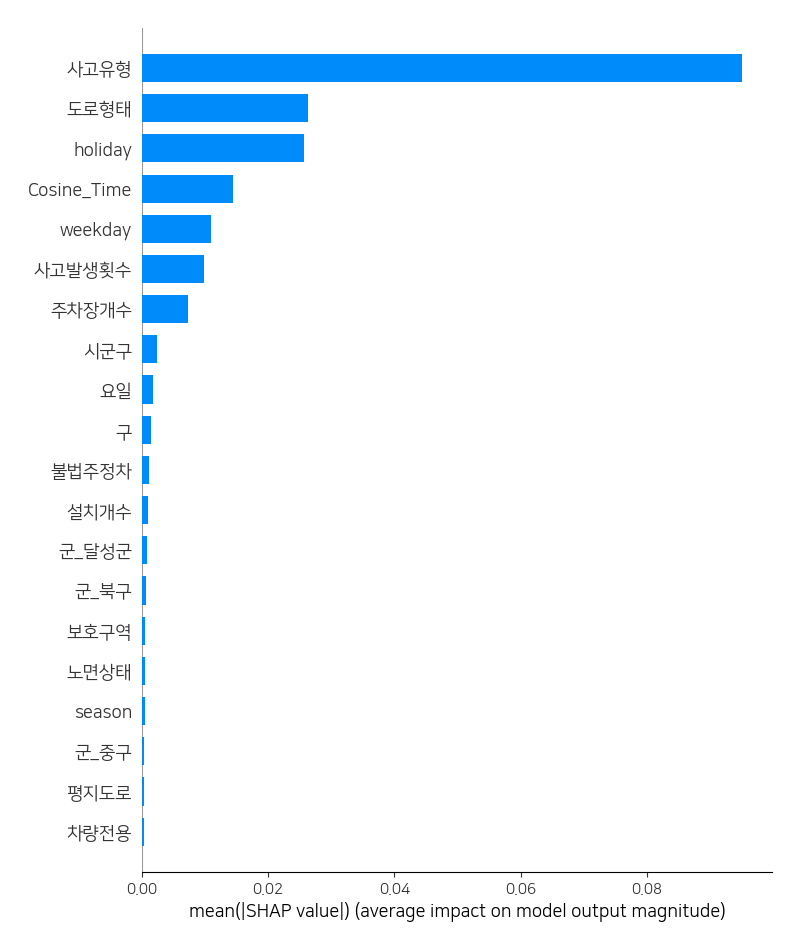 사고유형
도로형태
holiday
Cosine_Time
weekday
사고발생횟수
주차장개수
시군구
요일
구
불법주정차
설치개수
군_달성군
군_북구
보호구역
노면상태
season
군_중구
평지도로
차량전용
0.00 0.02 0.04 0.06 0.08
mean(|SHAP value|) (average impact on model output magnitude)